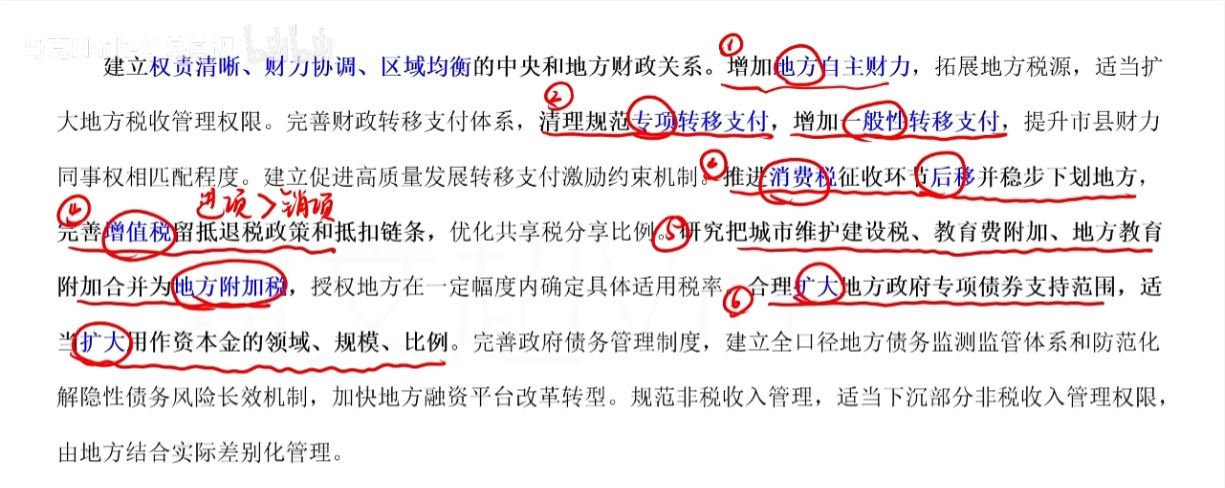 建立权责清晰、财力协调、区域均衡的中央和地方财政关系。①增加地方自主财力，拓展地方税源，适当扩
大地方税收管理权限。完善财政转移支付体系，②清理规范专项转移支付，增加一般性转移支付，提升市县财力
同事权相匹配程度。建立促进高质量发展转移支付激励约束机制。推进消费税征收环节后移并稳步下划地方，
进项>销项
④完善增值税留抵退税政策和抵扣链条，优化共享税分享比例。⑤研究把城市维护建设税、教育费附加、地方教育
附加合并为地方附加税，授权地方在一定幅度内确定具体适用税率。⑥合理扩大地方政府专项债券支持范围，适
当扩大用作资本金的领域、规模、比例。完善政府债务管理制度，建立全口径地方债务监测监管体系和防范化
解隐性债务风险长效机制，加快地方融资平台改革转型。规范非税收入管理，适当下沉部分非税收入管理权限，
由地方结合实际差别化管理。